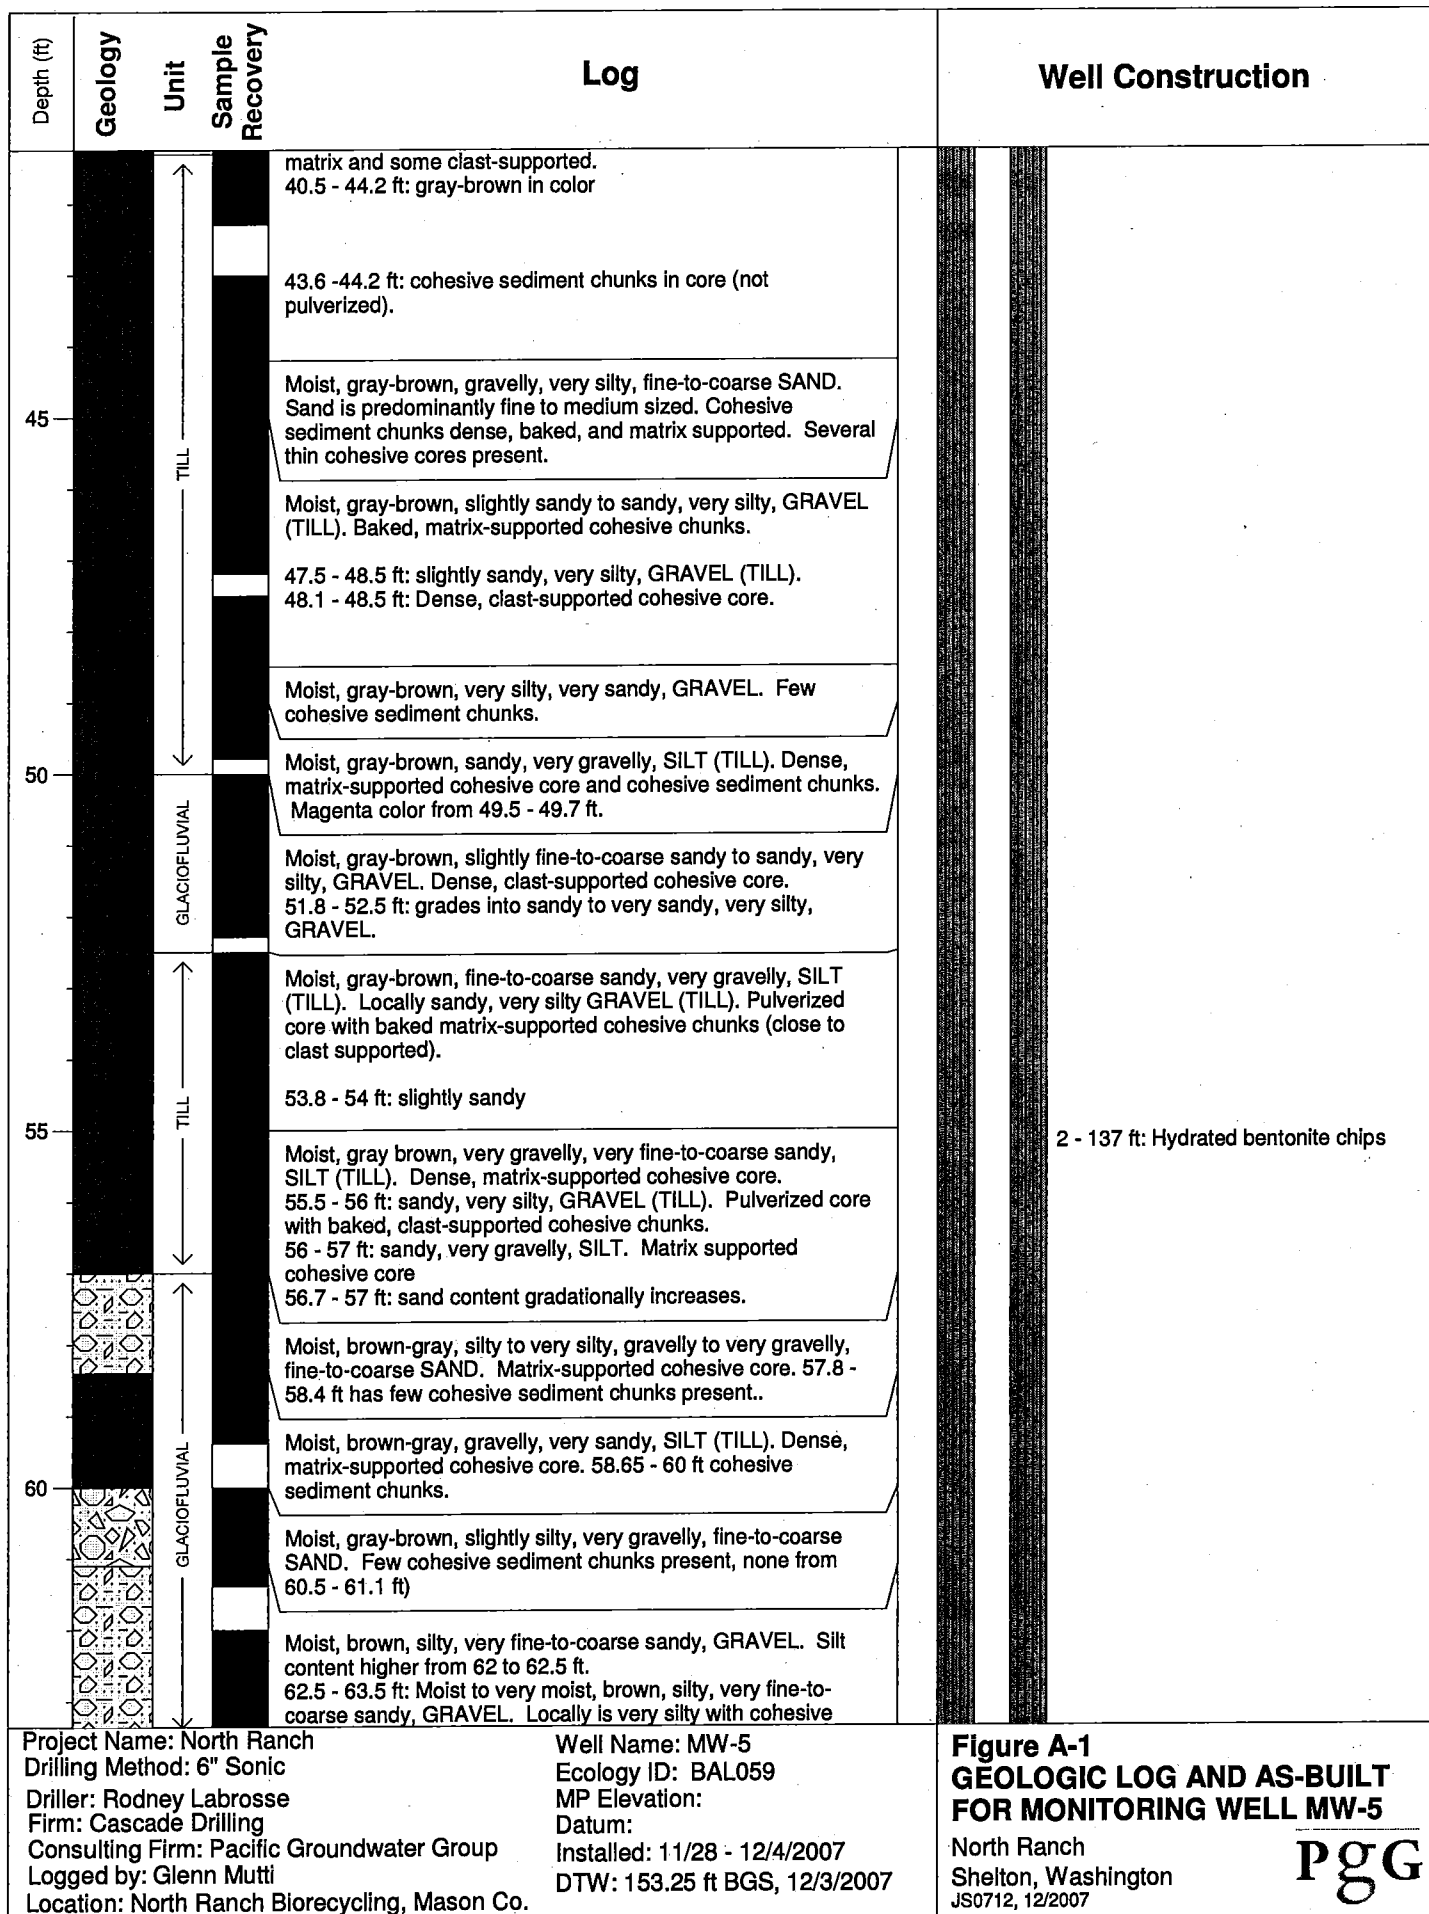 Depth (ft)
Geology
Unit
Sample Recovery
Log
Well Construction
matrix and some clast-supported.
40.5 - 44.2 ft: gray-brown in color
43.6 -44.2 ft: cohesive sediment chunks in core (not
pulverized).
Moist, gray-brown, gravelly, very silty, fine-to-coarse SAND.
Sand is predominantly fine to medium sized. Cohesive
sediment chunks dense, baked, and matrix supported. Several
thin cohesive cores present.
45
TILL
Moist, gray-brown, slightly sandy to sandy, very silty, GRAVEL
(TILL). Baked, matrix-supported cohesive chunks.
47.5 - 48.5 ft: slightly sandy, very silty, GRAVEL (TILL).
48.1 - 48.5 ft: Dense, clast-supported cohesive core.
Moist, gray-brown, very silty, very sandy, GRAVEL. Few
cohesive sediment chunks.
50
Moist, gray-brown, sandy, very gravelly, SILT (TILL). Dense,
matrix-supported cohesive core and cohesive sediment chunks.
Magenta color from 49.5 - 49.7 ft.
GLACIOFLUVIAL
Moist, gray-brown, slightly fine-to-coarse sandy to sandy, very
silty, GRAVEL. Dense, clast-supported cohesive core.
51.8 - 52.5 ft: grades into sandy to very sandy, very silty,
GRAVEL.
Moist, gray-brown, fine-to-coarse sandy, very gravelly, SILT
(TILL). Locally sandy, very silty GRAVEL (TILL). Pulverized
core with baked matrix-supported cohesive chunks (close to
clast supported).
53.8 - 54 ft: slightly sandy
TILL
55
2 - 137 ft: Hydrated bentonite chips
Moist, gray brown, very gravelly, very fine-to-coarse sandy,
SILT (TILL). Dense, matrix-supported cohesive core.
55.5 - 56 ft: sandy, very silty, GRAVEL (TILL). Pulverized core
with baked, clast-supported cohesive chunks.
56 - 57 ft: sandy, very gravelly, SILT. Matrix supported
cohesive core
56.7 - 57 ft: sand content gradationally increases.
Moist, brown-gray, silty to very silty, gravelly to very gravelly,
fine-to-coarse SAND. Matrix-supported cohesive core. 57.8 -
58.4 ft has few cohesive sediment chunks present..
Moist, brown-gray, gravelly, very sandy, SILT (TILL). Dense,
matrix-supported cohesive core. 58.65 - 60 ft cohesive
sediment chunks.
60
GLACIOFLUVIAL
Moist, gray-brown, slightly silty, very gravelly, fine-to-coarse
SAND. Few cohesive sediment chunks present, none from
60.5 - 61.1 ft)
Moist, brown, silty, very fine-to-coarse sandy, GRAVEL. Silt
content higher from 62 to 62.5 ft.
62.5 - 63.5 ft: Moist to very moist, brown, silty, very fine-to-
coarse sandy, GRAVEL. Locally is very silty with cohesive
Project Name: North Ranch
Drilling Method: 6" Sonic
Driller: Rodney Labrosse
Firm: Cascade Drilling
Consulting Firm: Pacific Groundwater Group
Logged by: Glenn Mutti
Location: North Ranch Biorecycling, Mason Co.
Well Name: MW-5
Ecology ID: BAL059
MP Elevation:
Datum:
Installed: 11/28 - 12/4/2007
DTW: 153.25 ft BGS, 12/3/2007
Figure A-1
GEOLOGIC LOG AND AS-BUILT
FOR MONITORING WELL MW-5
North Ranch
Shelton, Washington
JS0712, 12/2007
PgG